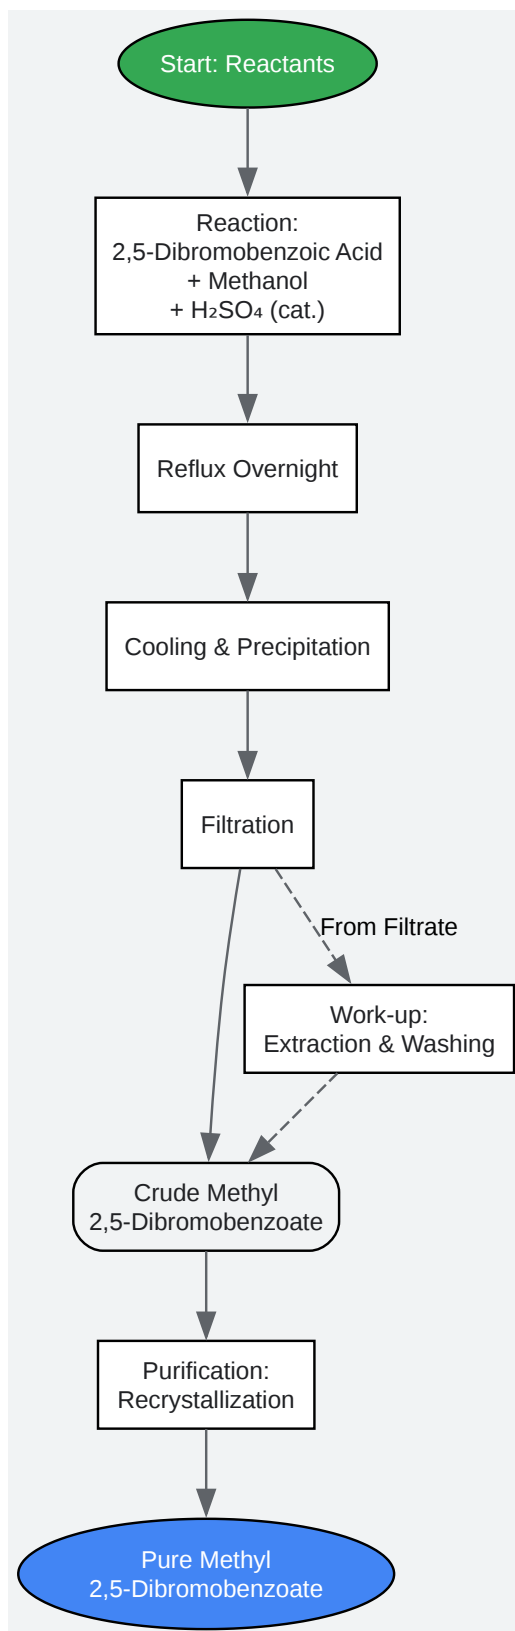 Start: Reactants
Reaction:
2,5-Dibromobenzoic Acid
+ Methanol
+ H₂SO₄ (cat.)
Reflux Overnight
Cooling & Precipitation
Filtration
From Filtrate
Work-up:
Extraction & Washing
Crude Methyl
2,5-Dibromobenzoate
Purification:
Recrystallization
Pure Methyl
2,5-Dibromobenzoate